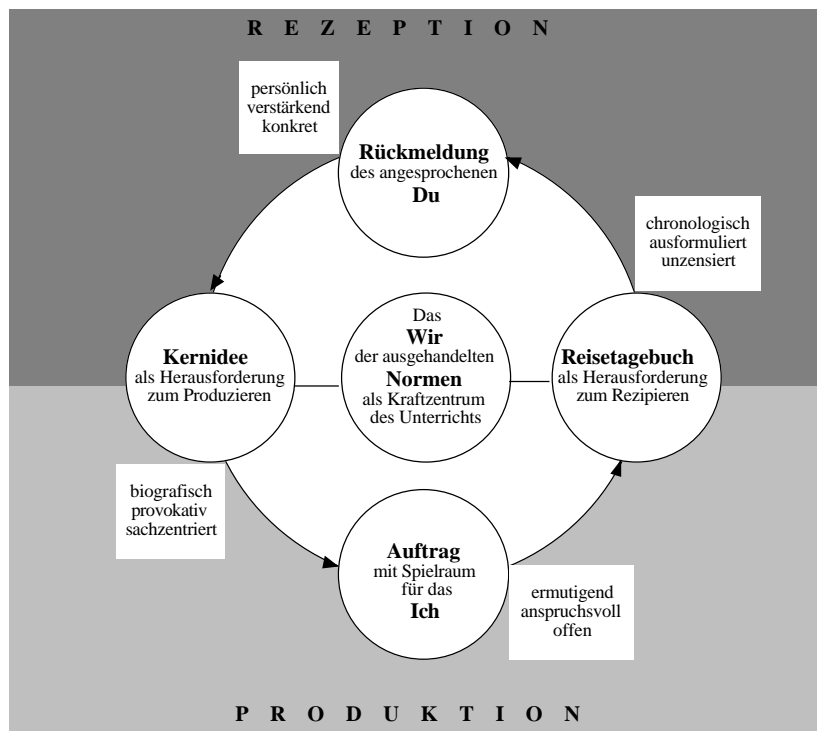 REZEPTION
persönlich
verstärkend
konkret
Rückmeldung
des angesprochenen
Du
chronologisch
ausformuliert
unzensiert
Kernidee
als Herausforderung
zum Produzieren
Das
Wir
der ausgehandelten
Normen
als Kraftzentrum
des Unterrichts
Reisetagebuch
als Herausforderung
zum Rezipieren
biografisch
provokativ
sachzentriert
Auftrag
mit Spielraum
für das
Ich
ermutigend
anspruchsvoll
offen
PRODUKTION